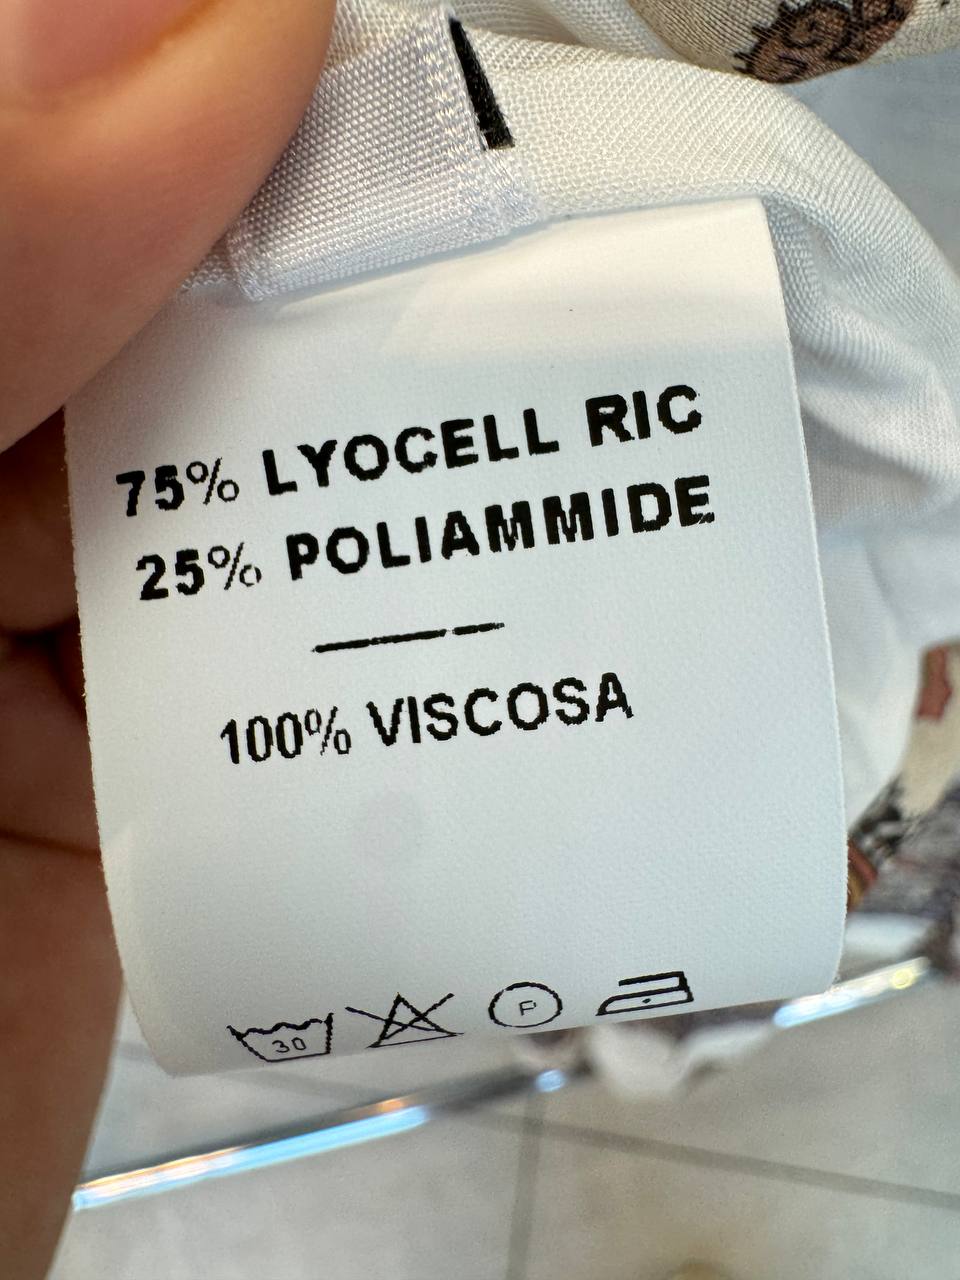 75% LYOCELL RIC
25% POLIAMMIDE
100% VISCOSA
30
P